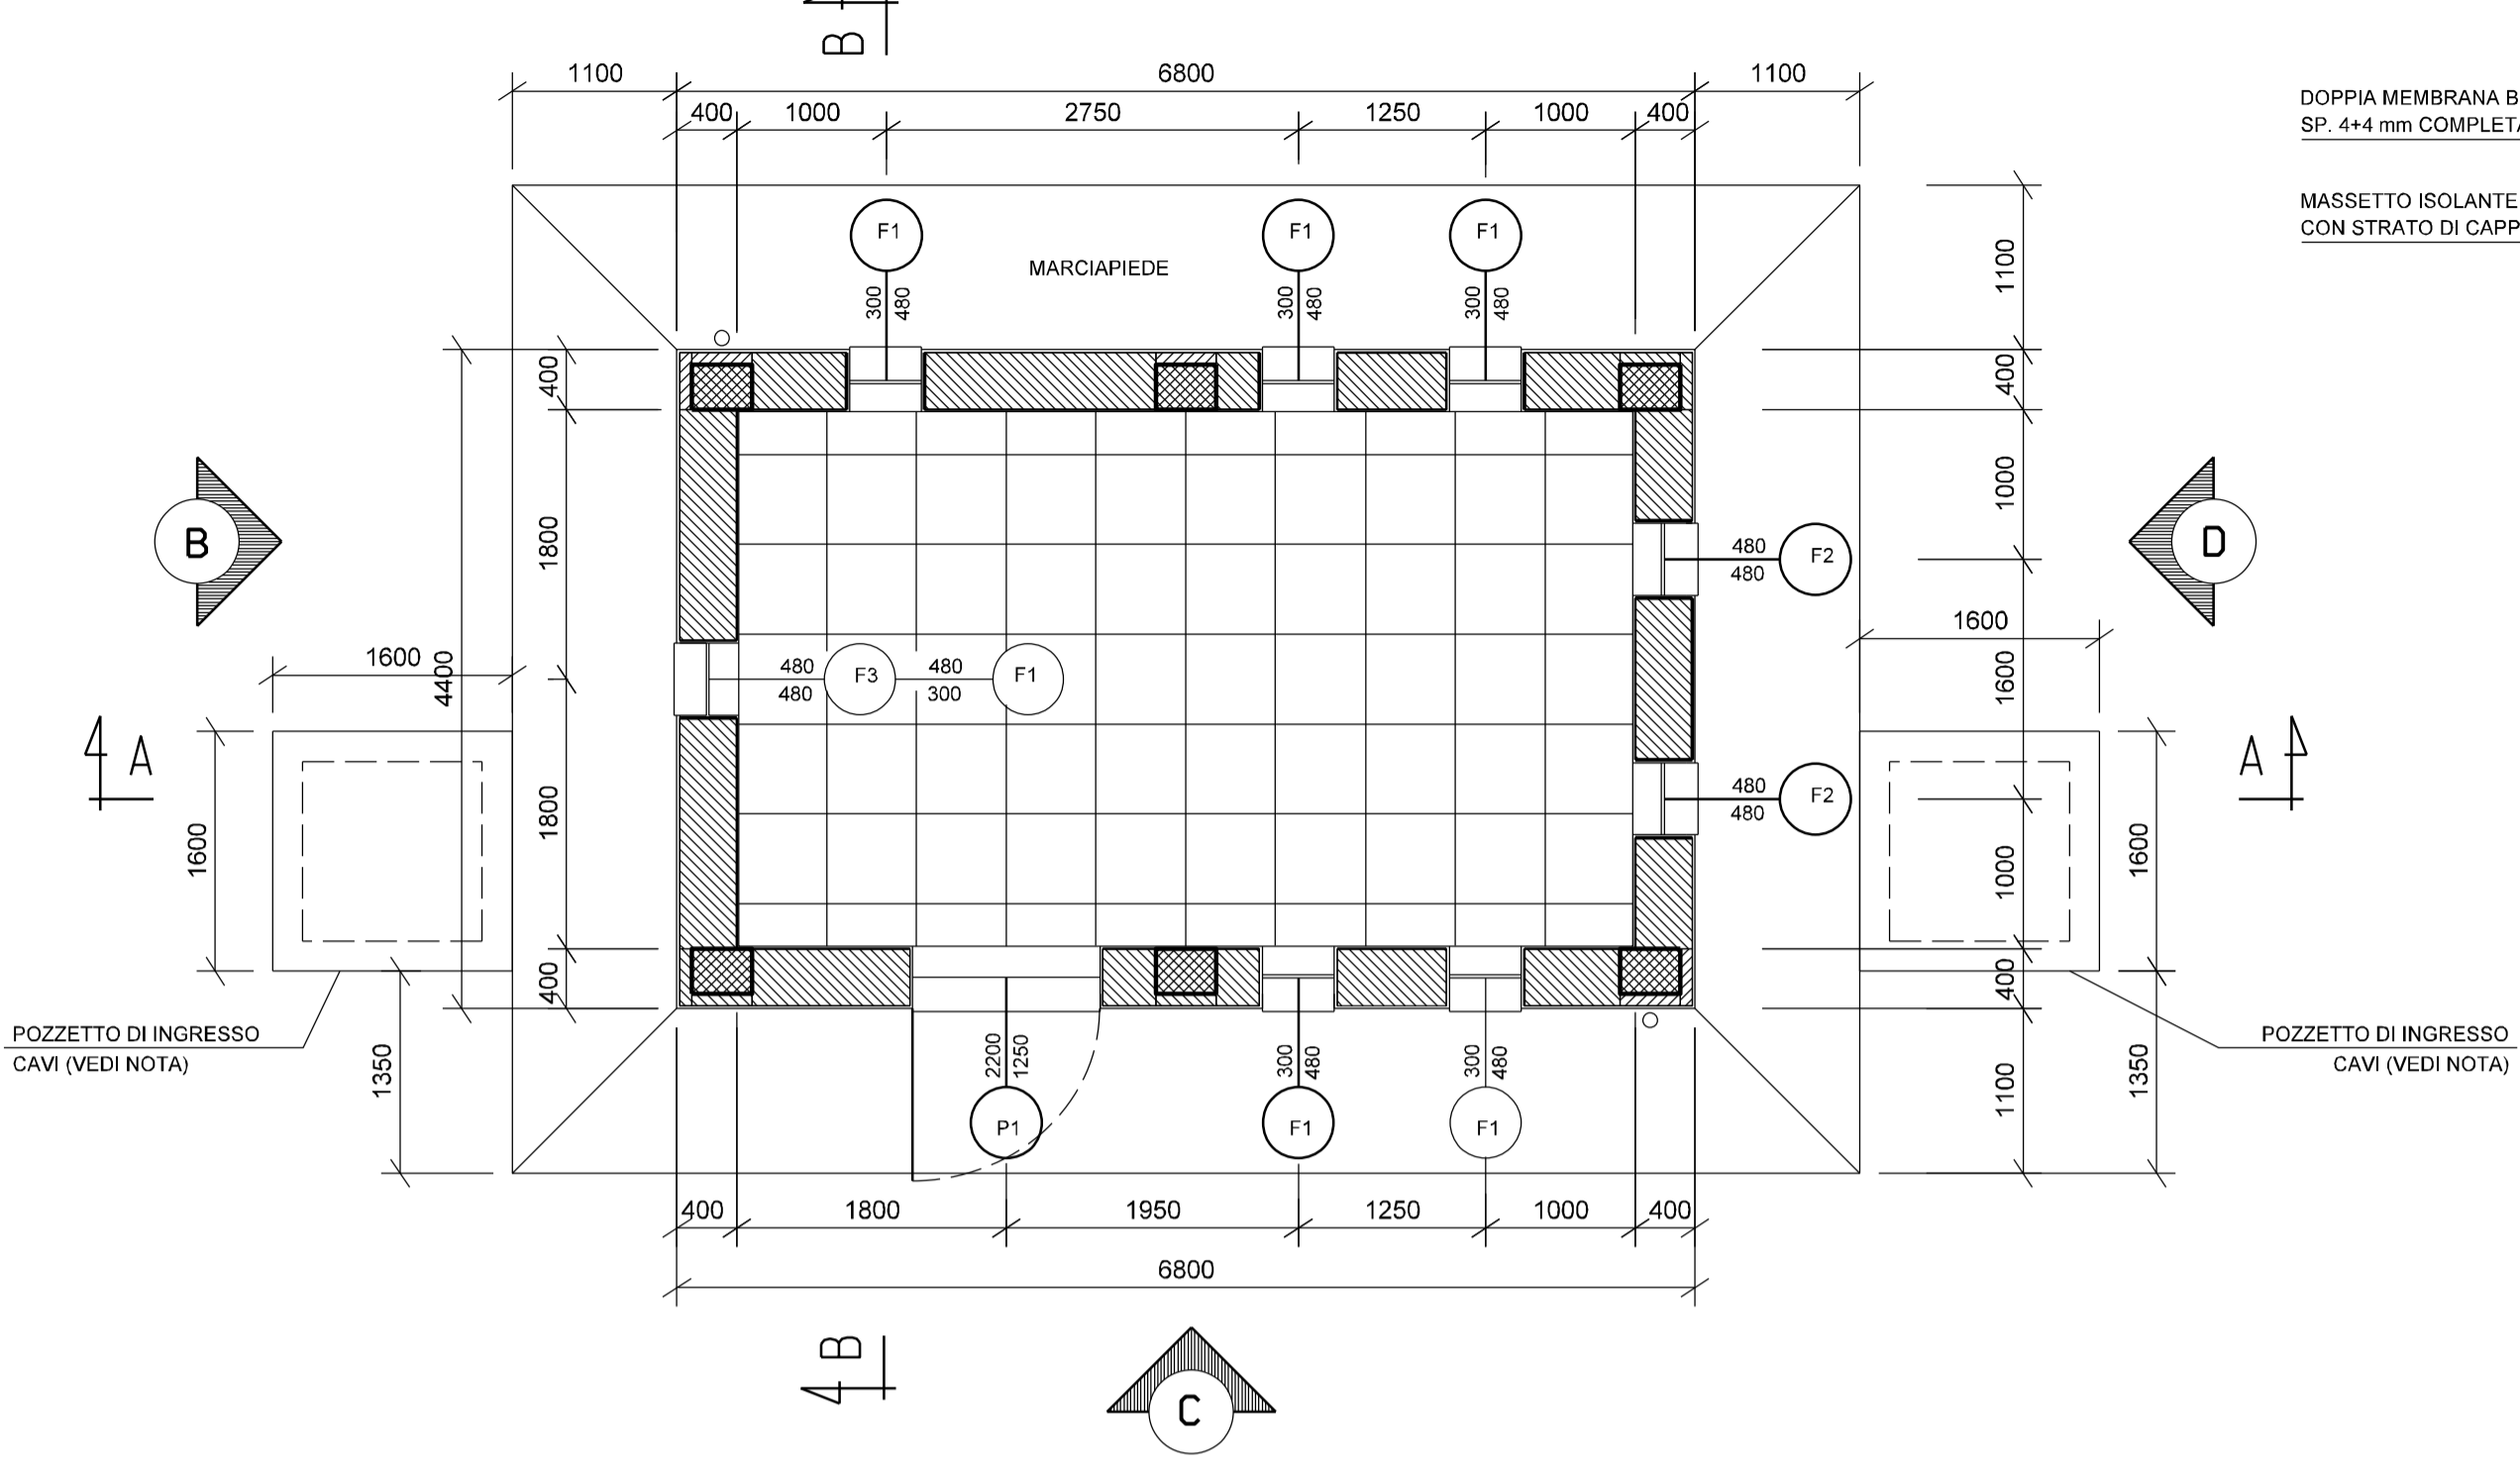 B
1100
6800
1100
400
1000
2750
1250
1000
400
DOPPIA MEMBRANA B
SP. 4+4 mm COMPLETA
MASSETTO ISOLANTE
CON STRATO DI CAPP
F1
F1
F1
MARCIAPIEDE
300
480
300
480
300
480
1100
400
400
1000
B
1800
480
480
F2
D
1600
1600
4400
1600
480
480
F3
480
300
F1
A
A
480
480
F2
1600
1800
1000
1600
400
400
POZZETTO DI INGRESSO
CAVI (VEDI NOTA)
1350
2200
1250
300
480
300
480
1100
1350
POZZETTO DI INGRESSO
CAVI (VEDI NOTA)
P1
F1
F1
400
1800
1950
1250
1000
400
6800
B
C